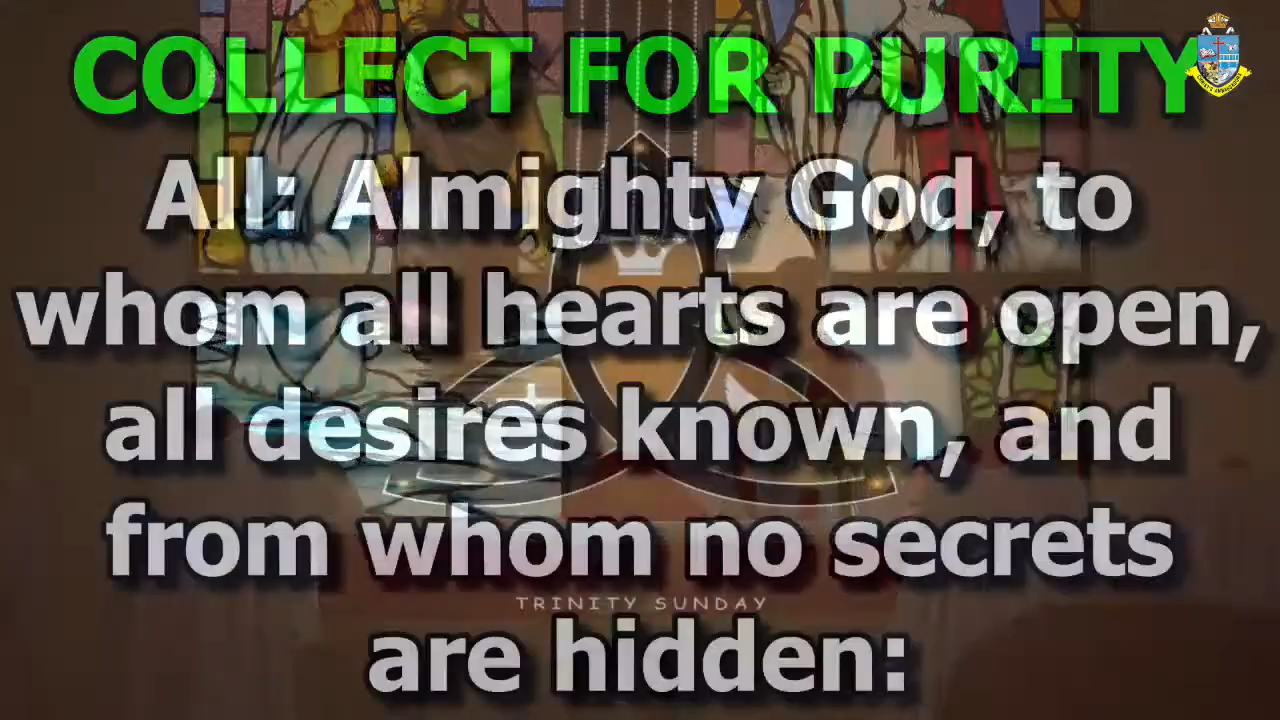 COLLECT FOR PURITY
All: Almighty God, to
whom all hearts are open,
all desires known, and
from whom no secrets
TRINITY SUNDAY
are hidden: